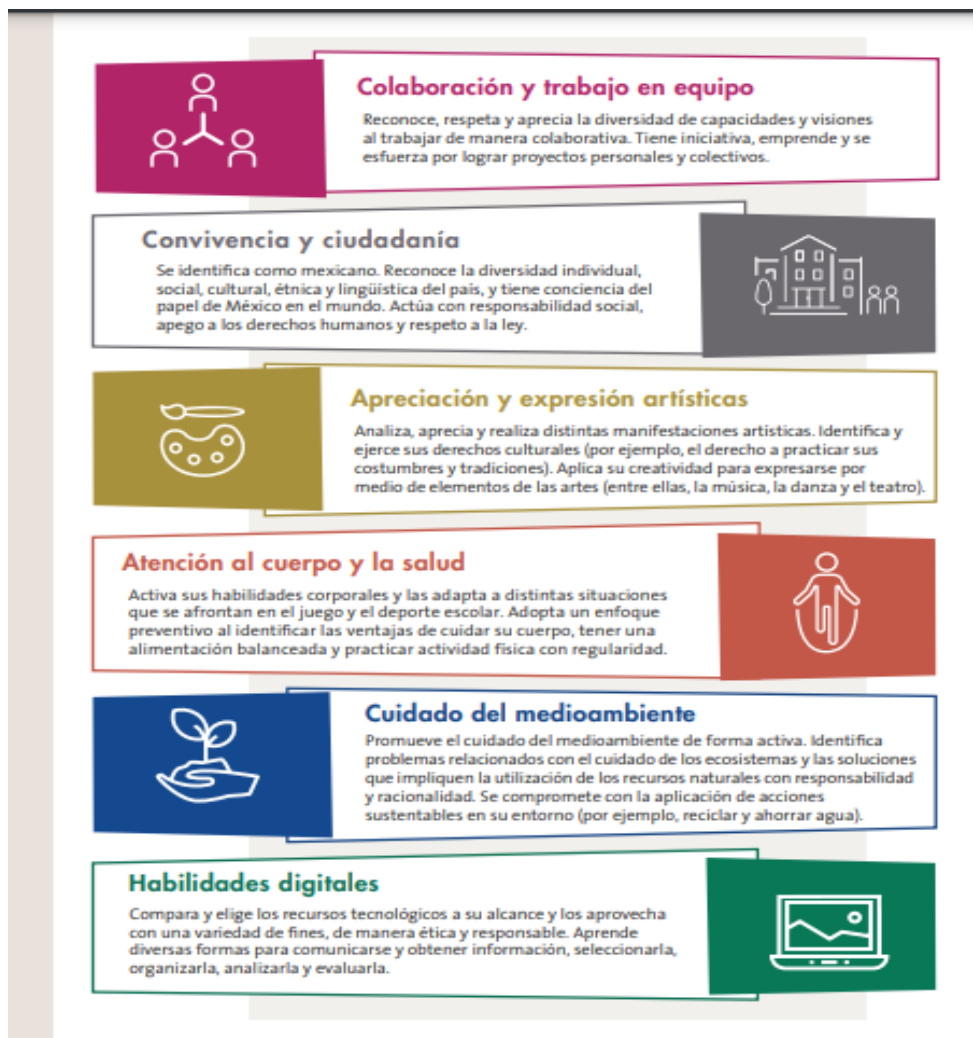 Colaboración y trabajo en equipo
Reconoce, respeta y aprecia la diversidad de capacidades y visiones
al trabajar de manera colaborativa. Tiene iniciativa, emprende y se
esfuerza por lograr proyectos personales y colectivos.
Convivencia y ciudadanía
Se identifica como mexicano. Reconoce la diversidad individual,
social, cultural, étnica y lingüística del país, y tiene conciencia del
papel de México en el mundo. Actúa con responsabilidad social,
apego a los derechos humanos y respeto a la ley.
Apreciación y expresión artísticas
Analiza, aprecia y realiza distintas manifestaciones artísticas. Identifica y
ejerce sus derechos culturales (por ejemplo, el derecho a practicar sus
costumbres y tradiciones). Aplica su creatividad para expresarse por
medio de elementos de las artes (entre ellas, la música, la danza y el teatro).
Atención al cuerpo y la salud
Activa sus habilidades corporales y las adapta a distintas situaciones
que se afrontan en el juego y el deporte escolar. Adopta un enfoque
preventivo al identificar las ventajas de cuidar su cuerpo, tener una
alimentación balanceada y practicar actividad física con regularidad.
Cuidado del medioambiente
Promueve el cuidado del medioambiente de forma activa. Identifica
problemas relacionados con el cuidado de los ecosistemas y las soluciones
que impliquen la utilización de los recursos naturales con responsabilidad
y racionalidad. Se compromete con la aplicación de acciones
sustentables en su entorno (por ejemplo, reciclar y ahorrar agua).
Habilidades digitales
Compara y elige los recursos tecnológicos a su alcance y los aprovecha
con una variedad de fines, de manera ética y responsable. Aprende
diversas formas para comunicarse y obtener información, seleccionarla,
organizarla, analizarla y evaluarla.